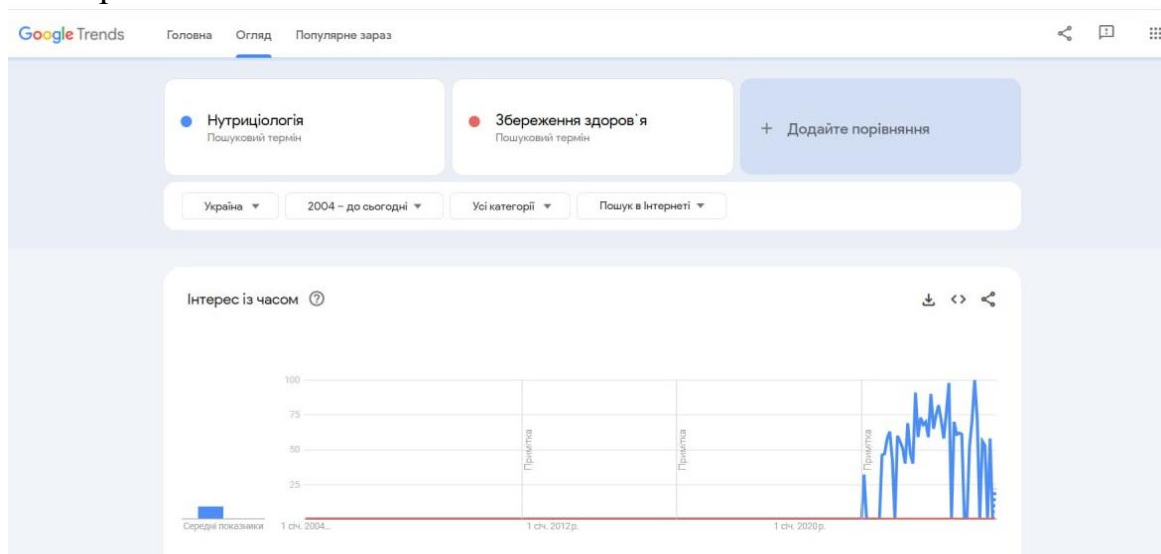 Google Trends
Головна Огляд Популярне зараз
Нутриціологія
Пошуковий термін
Збереження здоров`я
Пошуковий термін
+ Додайте порівняння
Україна
2004 – до сьогодні
Усі категорії
Пошук в Інтернеті
Інтерес із часом
100
75
50
25
Примітка
Примітка
Примітка
Середні показники
1 січ. 2004...
1 січ. 2012 р.
1 січ. 2020 р.